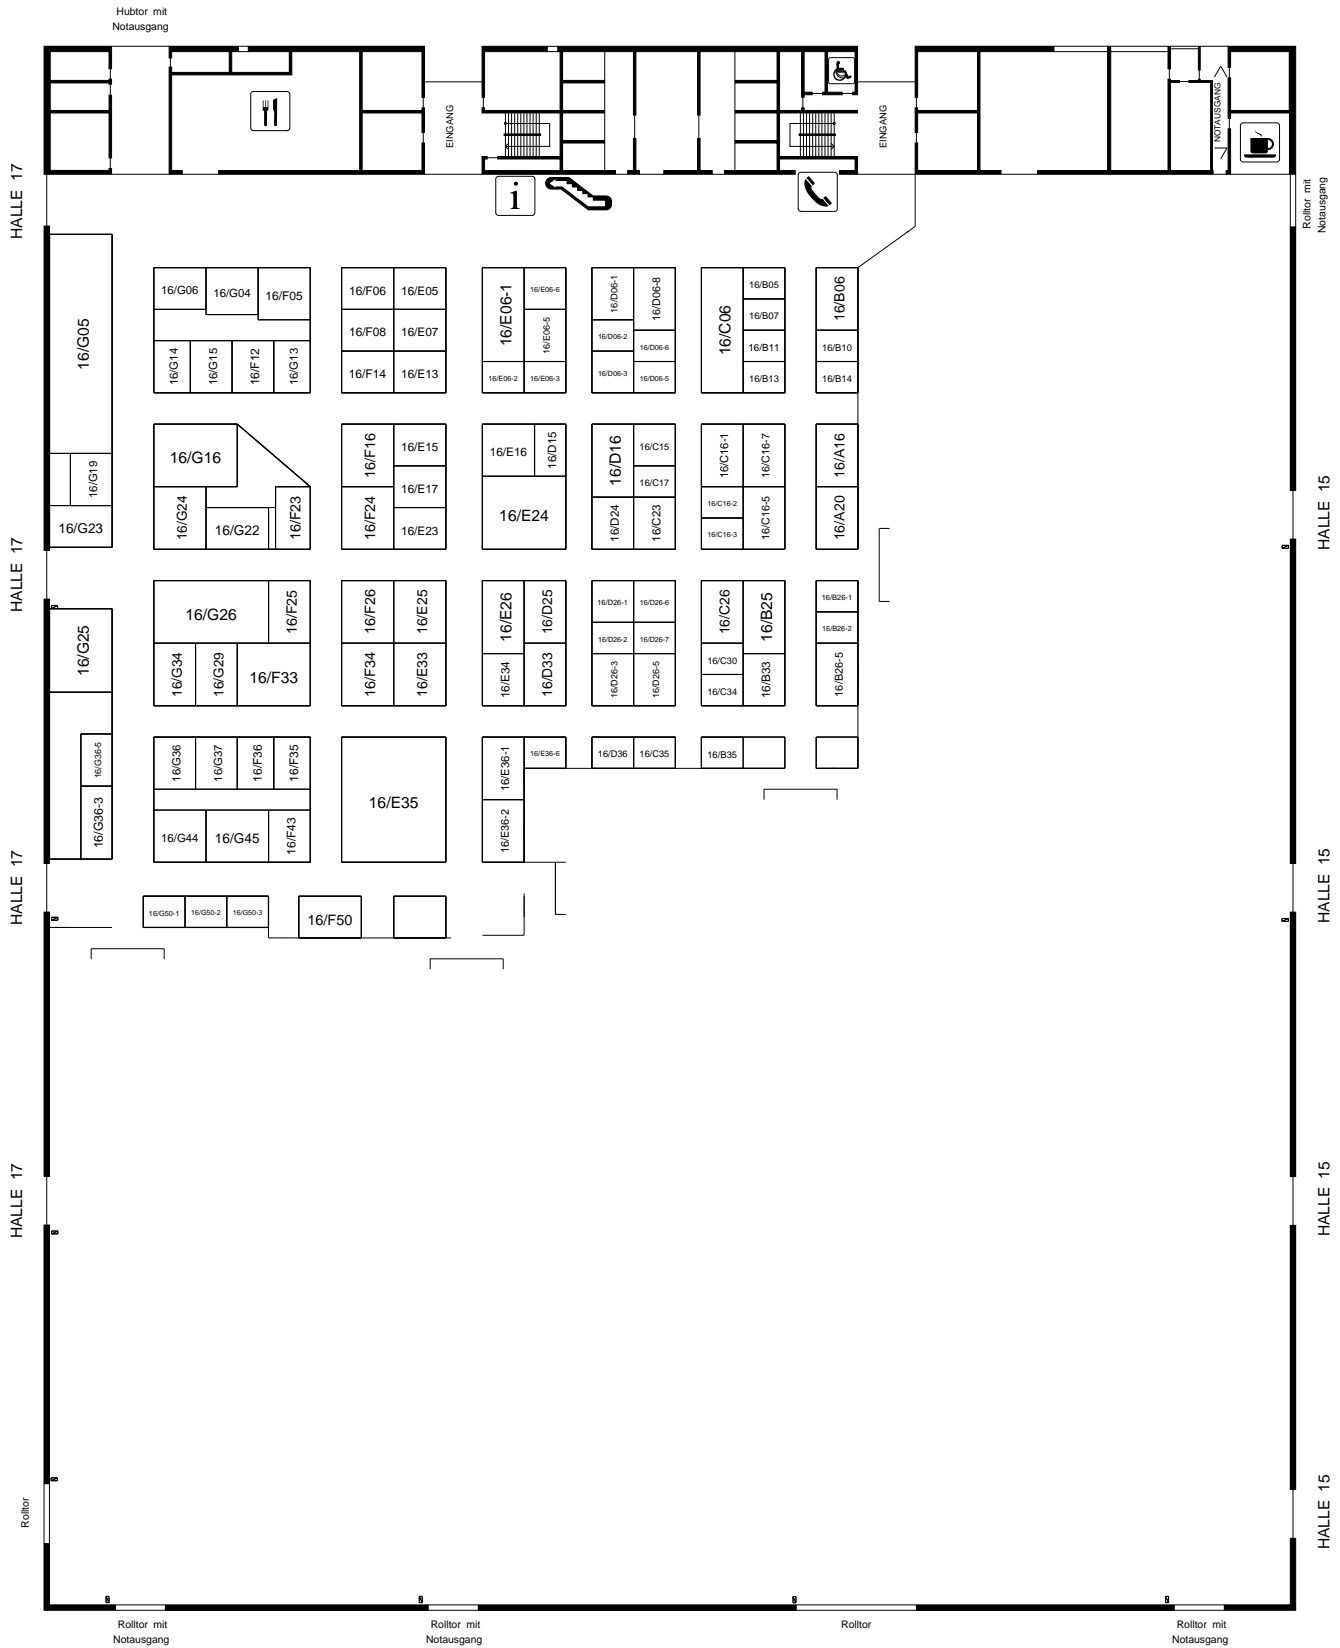 Hubtor mit
Notausgang
EINGANG
EINGANG
NOTAUSGANG
i
HALLE 17
Rolltor mit
Notausgang
16/G05
16/G06
16/G04
16/F05
16/G14
16/G15
16/F12
16/G13
16/F06
16/E05
16/F08
16/E07
16/F14
16/E13
16/E06-1
16/E06-6
16/E06-5
16/E06-2
16/E06-3
16/D06-1
16/D06-8
16/D06-2
16/D06-6
16/D06-3
16/D06-5
16/C06
16/B05
16/B07
16/B11
16/B13
16/B06
16/B10
16/B14
16/G19
16/G23
16/G16
16/G24
16/G22
16/F23
16/F16
16/E15
16/E17
16/F24
16/E23
16/E16
16/D15
16/E24
16/D16
16/C15
16/C17
16/D24
16/C23
16/C16-1
16/C16-7
16/C16-2
16/C16-3
16/C16-5
16/A16
16/A20
HALLE 15
HALLE 17
16/G25
16/G26
16/F25
16/G34
16/G29
16/F33
16/F26
16/E25
16/F34
16/E33
16/E26
16/D25
16/E34
16/D33
16/D26-1
16/D26-6
16/D26-2
16/D26-7
16/D26-3
16/D26-5
16/C26
16/B25
16/C30
16/C34
16/B33
16/B26-1
16/B26-2
16/B26-5
16/G36-5
16/G36-3
16/G36
16/G37
16/F36
16/F35
16/G44
16/G45
16/F43
16/E35
16/E36-1
16/E36-6
16/E36-2
16/D36
16/C35
16/B35
HALLE 17
HALLE 15
16/G50-1
16/G50-2
16/G50-3
16/F50
HALLE 17
HALLE 15
Rolltor
HALLE 15
Rolltor mit
Notausgang
Rolltor mit
Notausgang
Rolltor
Rolltor mit
Notausgang